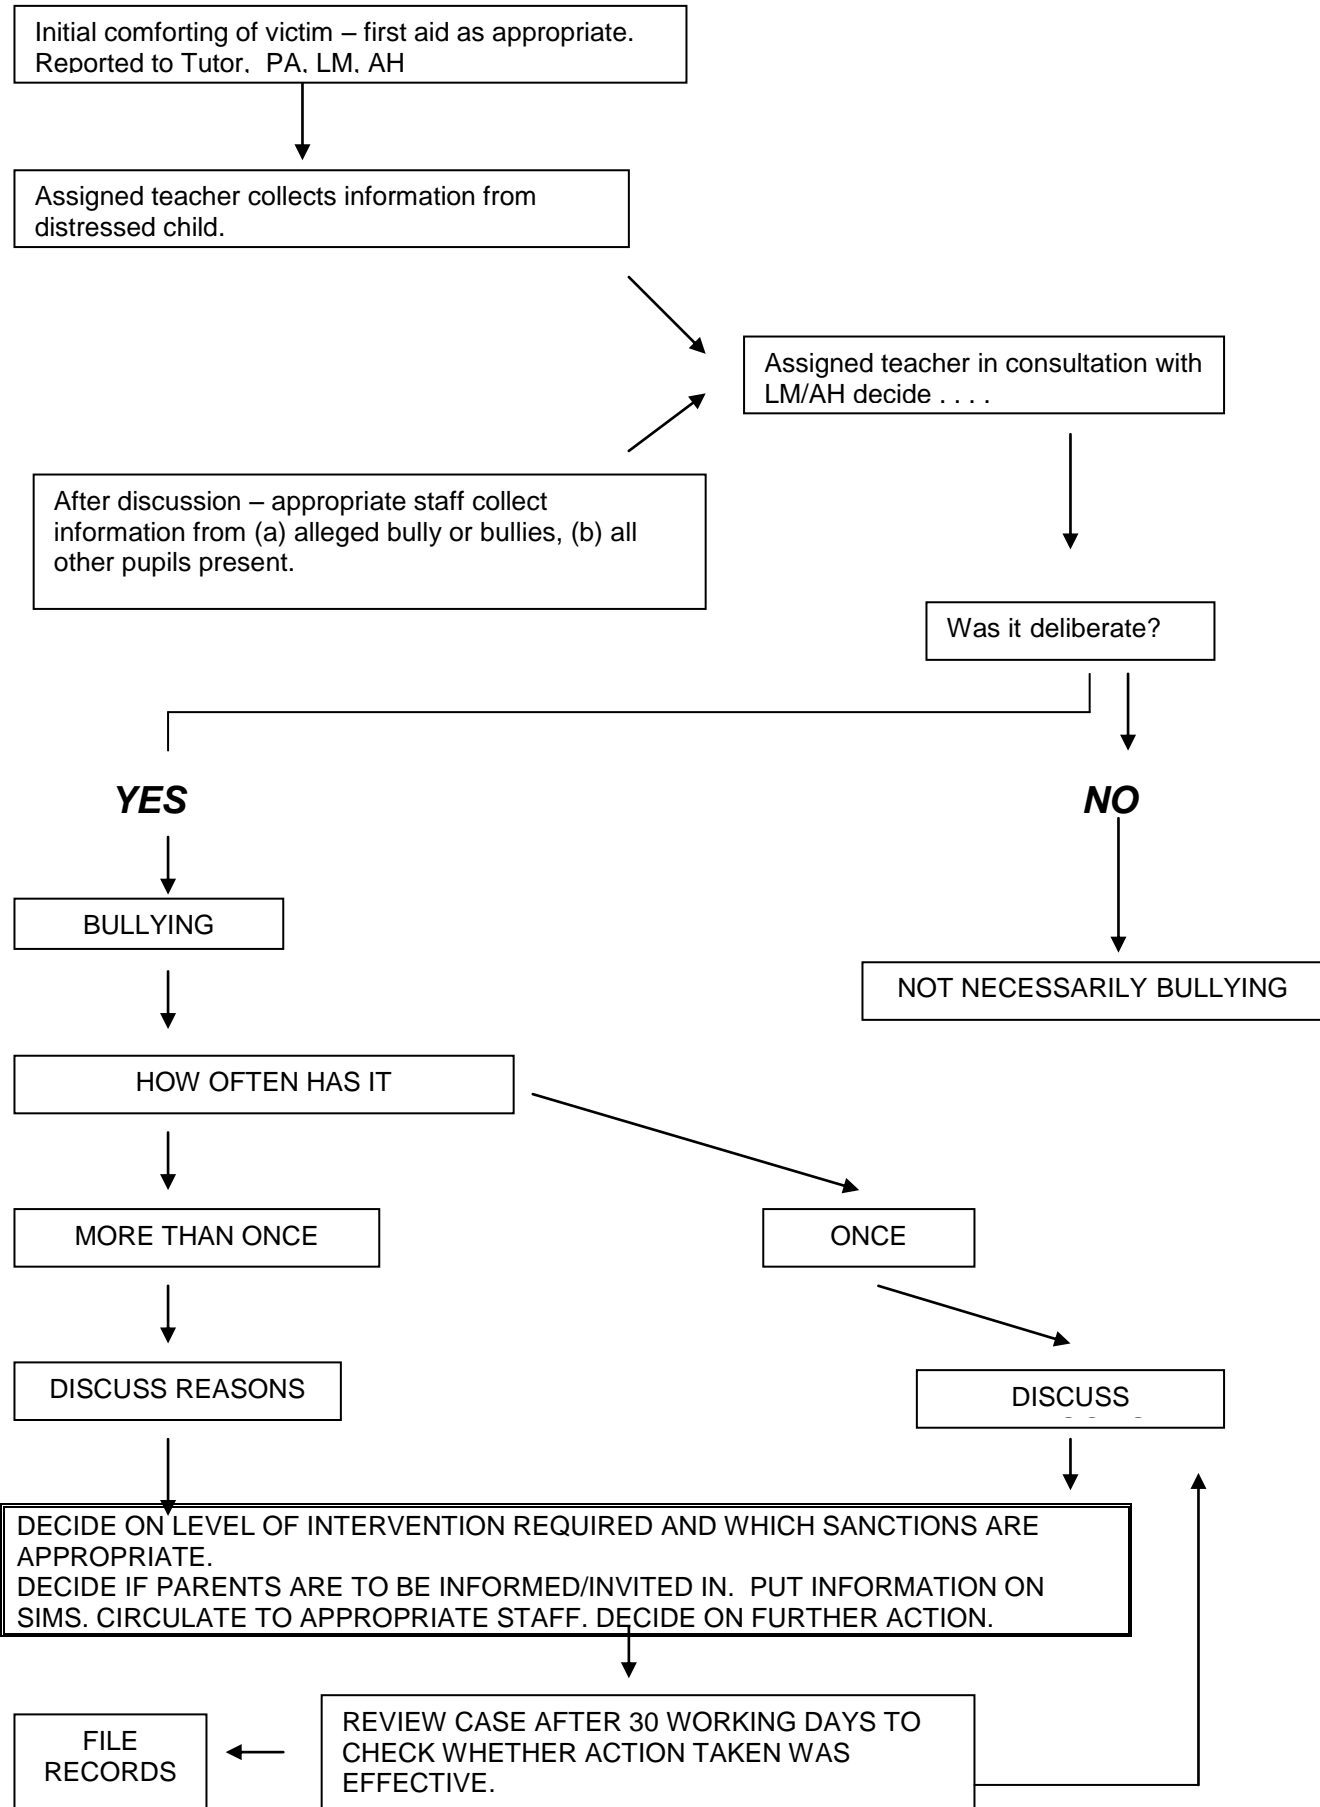 Initial comforting of victim – first aid as appropriate.
Reported to Tutor, PA, LM, AH
Assigned teacher collects information from
distressed child.
Assigned teacher in consultation with
LM/AH decide . . . .
After discussion – appropriate staff collect
information from (a) alleged bully or bullies, (b) all
other pupils present.
Was it deliberate?
YES
NO
BULLYING
NOT NECESSARILY BULLYING
HOW OFTEN HAS IT
MORE THAN ONCE
ONCE
DISCUSS REASONS
DISCUSS
DECIDE ON LEVEL OF INTERVENTION REQUIRED AND WHICH SANCTIONS ARE
APPROPRIATE.
DECIDE IF PARENTS ARE TO BE INFORMED/INVITED IN. PUT INFORMATION ON
SIMS. CIRCULATE TO APPROPRIATE STAFF. DECIDE ON FURTHER ACTION.
FILE
RECORDS
REVIEW CASE AFTER 30 WORKING DAYS TO
CHECK WHETHER ACTION TAKEN WAS
EFFECTIVE.